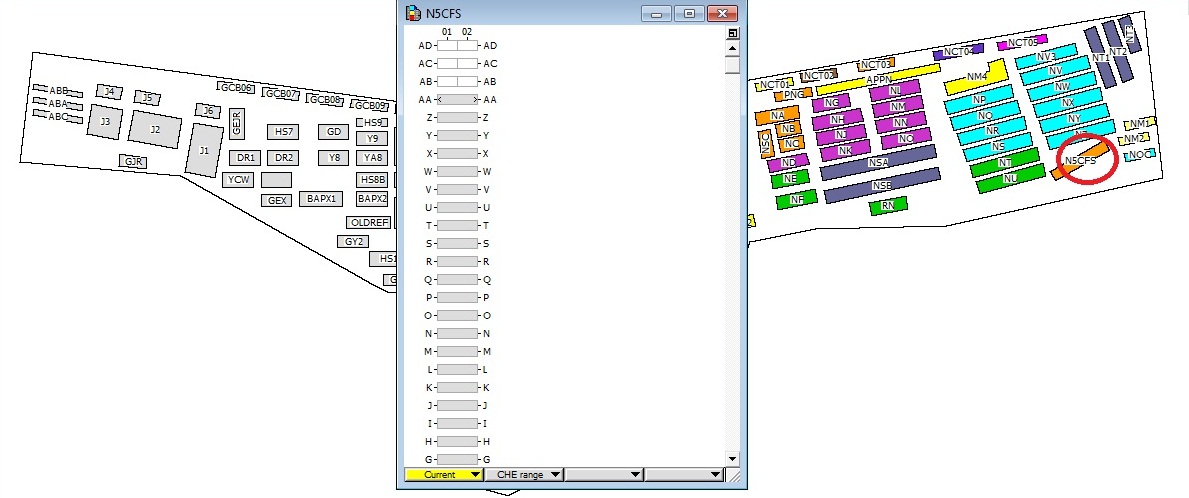 N5CFS
01 02
AD AD
AC AC
AB AB
AA AA
Z Z
Y Y
X X
W W
V V
U U
T T
S S
R R
Q Q
P P
O O
N N
M M
L L
K K
J J
I I
H H
G G
Current CHE range
ABB
ABA
ABC
J4
J5
J6
J3
J2
J1
GJR
GEJR
GCB06
GCB07
GCB08
GCB09
HS9
HS7
GD
Y9
DR1
DR2
Y8
YA8
YCW
HS8B
GEX
BAPX1
BAPX2
OLDREF
GY2
HS1
G
NCT01
NCT02
NCT03
NCT04
NCT05
PNG
APPN
NM4
NA
NB
NC
NSC
ND
NE
NF
NG
NH
NJ
NK
NL
NM
NN
NO
NSA
NSB
RN
NP
NQ
NR
NS
NT
NU
NV3
NV
NW
NX
NY
N5CFS
NT1
NT2
NT3
NM1
NM2
NOG